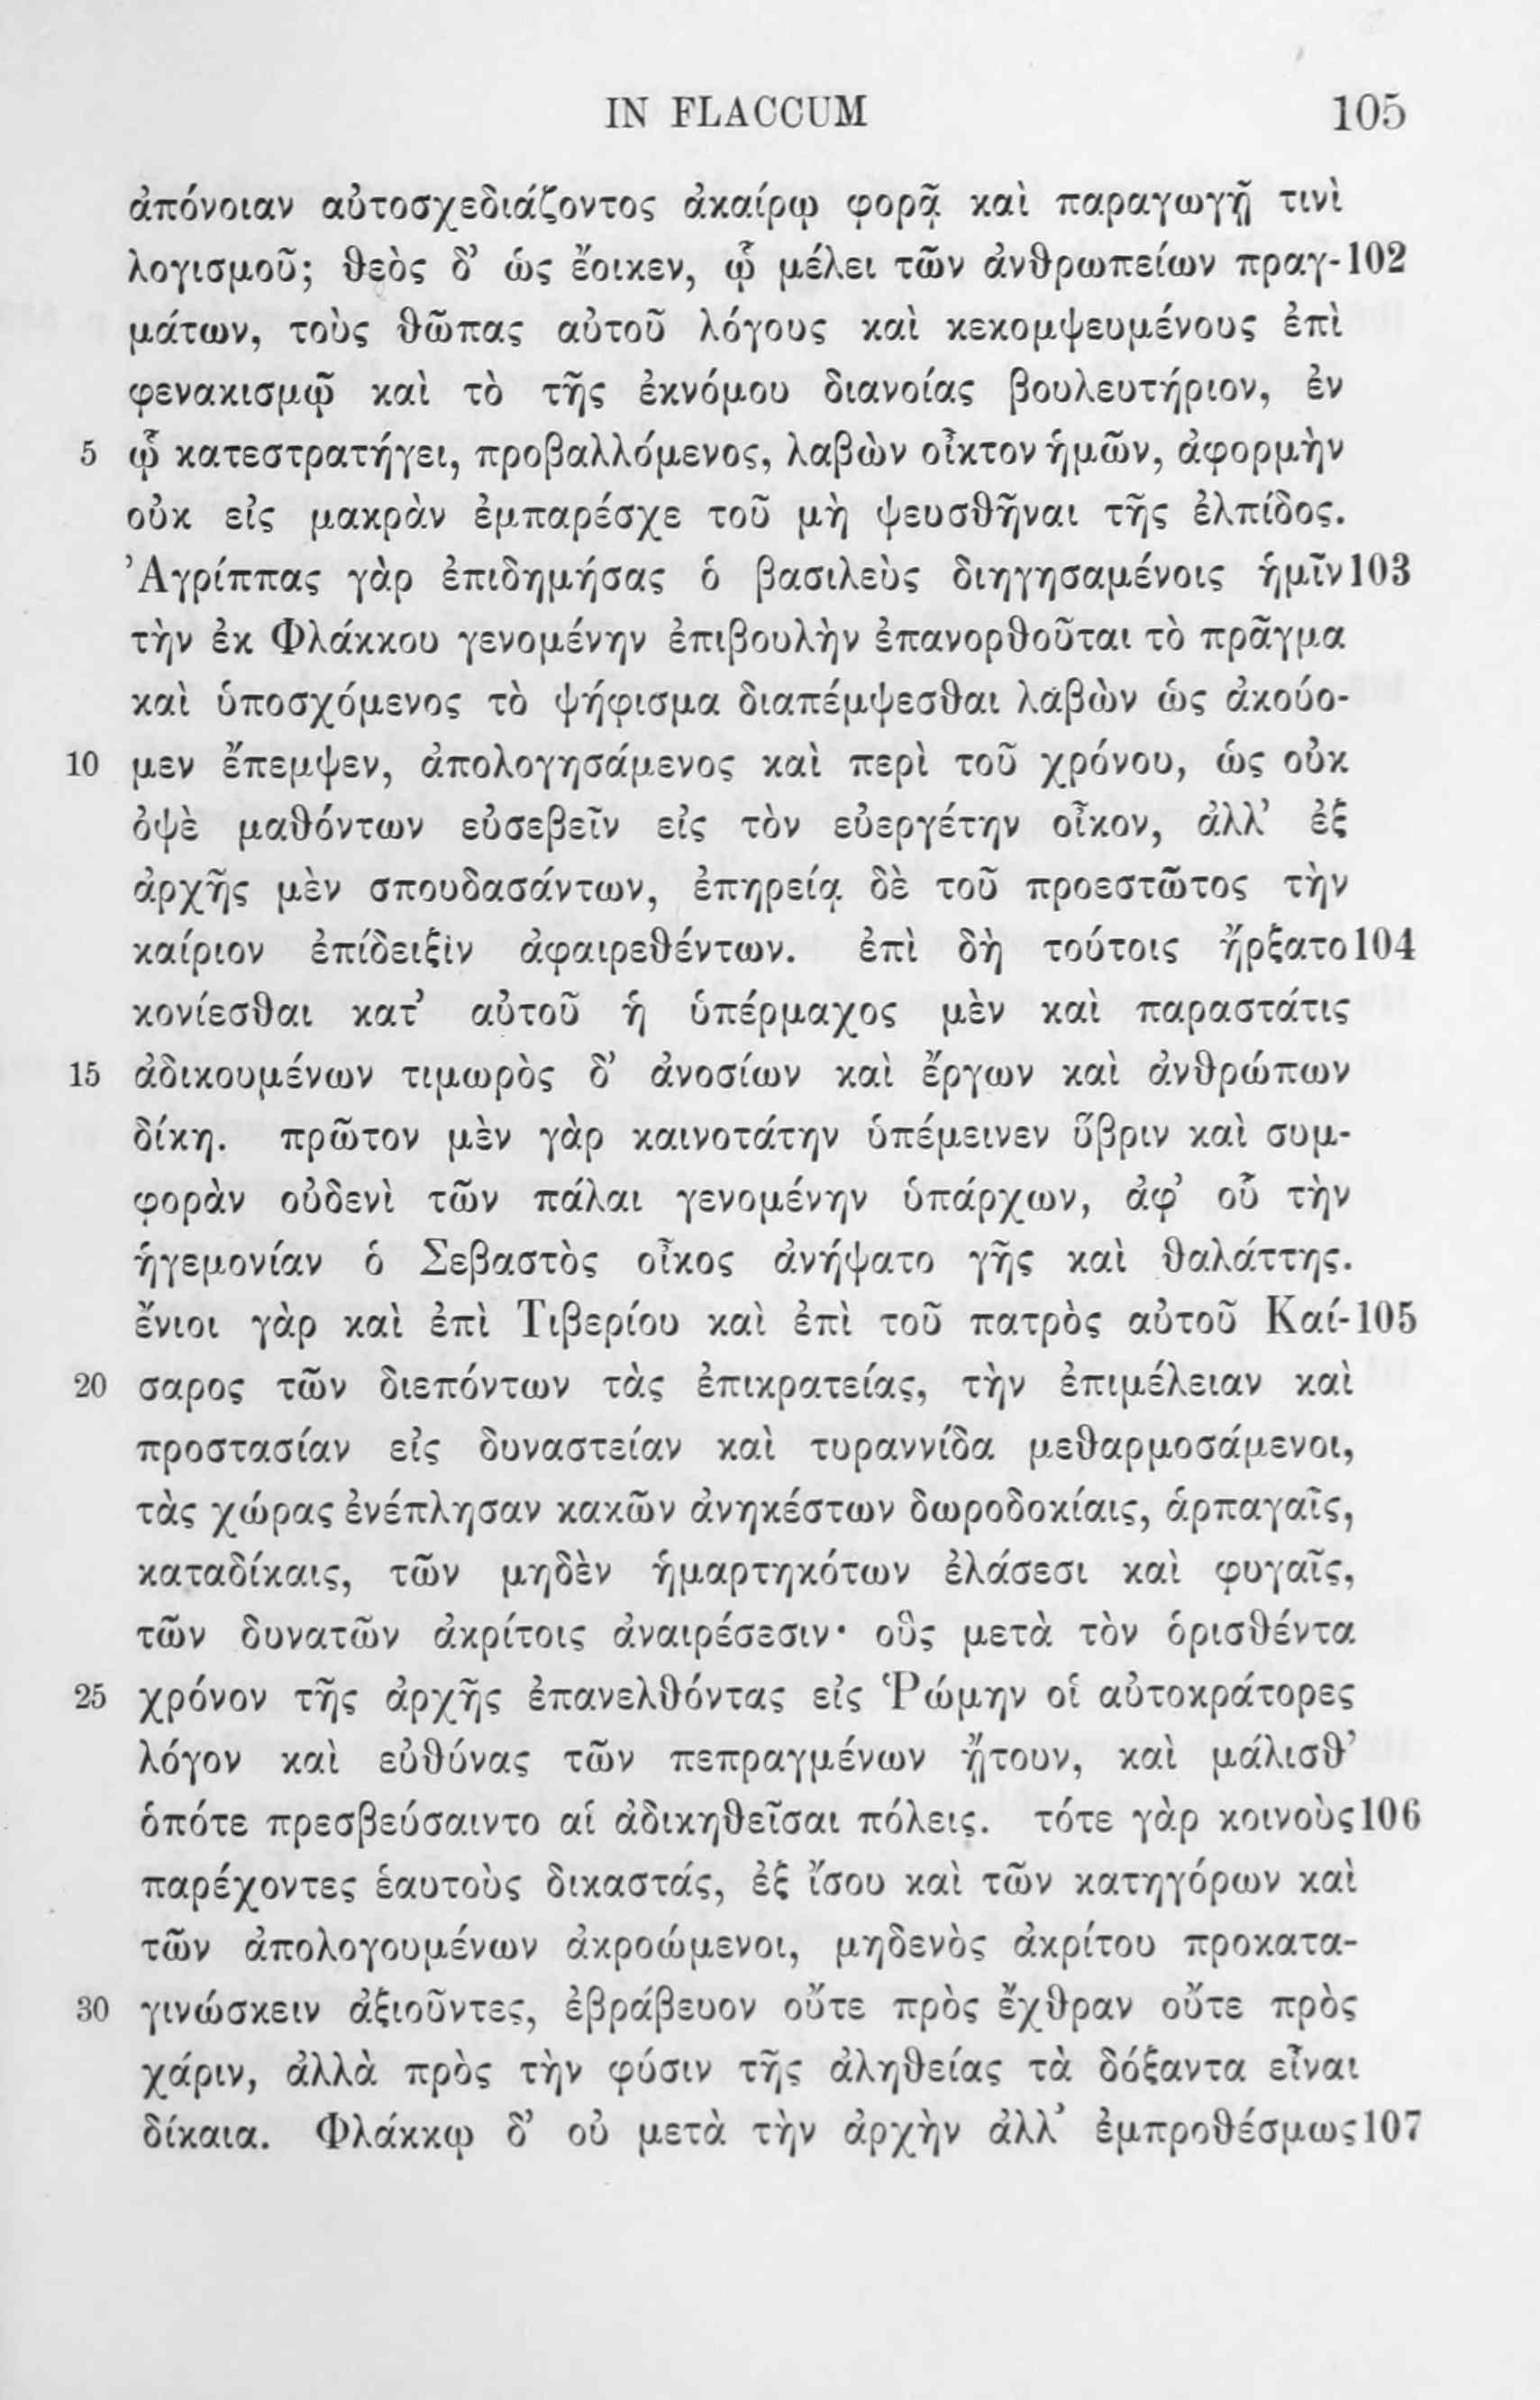 IN FLACCUM 105
ἀπόνοιαν αὐτοσχεδιάζοντος ἀκαίρῳ φορᾷ καὶ παραγωγῇ τινὶ
λογισμοῦ; θεὸς δ’ ὡς ἔοικεν, ᾧ μέλει τῶν ἀνθρωπείων πραγ- 102
μάτων, τοὺς θῶπας αὐτοῦ λόγους καὶ κεκομψευμένους ἐπὶ
φενακισμῷ καὶ τὸ τῆς ἐκνόμου διανοίας βουλευτήριον, ἐν
5 ᾧ κατεστρατήγει, προβαλλόμενος, λαβὼν οἶκτον ἡμῶν, ἀφορμὴν
οὐκ εἰς μακρὰν ἐμπαρέσχε τοῦ μὴ ψευσθῆναι τῆς ἐλπίδος.
Ἀγρίππας γὰρ ἐπιδημήσας ὁ βασιλεὺς διηγησαμένοις ἡμῖν 103
τὴν ἐκ Φλάκκου γενομένην ἐπιβουλὴν ἐπανορθοῦται τὸ πρᾶγμα
καὶ ὑποσχόμενος τὸ ψήφισμα διαπέμψεσθαι λαβὼν ὡς ἀκούο-
10 μεν ἔπεμψεν, ἀπολογησάμενος καὶ περὶ τοῦ χρόνου, ὡς οὐκ
ὀψὲ μαθόντων εὐσεβεῖν εἰς τὸν εὐεργέτην οἶκον, ἀλλ’ ἐξ
ἀρχῆς μὲν σπουδασάντων, ἐπηρείᾳ δὲ τοῦ προεστῶτος τὴν
καίριον ἐπίδειξιν ἀφαιρεθέντων. ἐπὶ δὴ τούτοις ἤρξατο 104
κονίεσθαι κατ’ αὐτοῦ ἡ ὑπέρμαχος μὲν καὶ παραστάτις
15 ἀδικουμένων τιμωρὸς δ’ ἀνοσίων καὶ ἔργων καὶ ἀνθρώπων
δίκη. πρῶτον μὲν γὰρ καινοτάτην ὑπέμεινεν ὕβριν καὶ συμ-
φορὰν οὐδενὶ τῶν πάλαι γενομένην ὑπάρχων, ἀφ’ οὗ τὴν
ἡγεμονίαν ὁ Σεβαστὸς οἶκος ἀνήψατο γῆς καὶ θαλάττης.
ἔνιοι γὰρ καὶ ἐπὶ Τιβερίου καὶ ἐπὶ τοῦ πατρὸς αὐτοῦ Καί- 105
20 σαρος τῶν διεπόντων τὰς ἐπικρατείας, τὴν ἐπιμέλειαν καὶ
προστασίαν εἰς δυναστείαν καὶ τυραννίδα μεθαρμοσάμενοι,
τὰς χώρας ἐνέπλησαν κακῶν ἀνηκέστων δωροδοκίαις, ἁρπαγαῖς,
καταδίκαις, τῶν μηδὲν ἡμαρτηκότων ἐλάσεσι καὶ φυγαῖς,
τῶν δυνατῶν ἀκρίτοις ἀναιρέσεσιν· οὓς μετὰ τὸν ὁρισθέντα
25 χρόνον τῆς ἀρχῆς ἐπανελθόντας εἰς Ῥώμην οἱ αὐτοκράτορες
λόγον καὶ εὐθύνας τῶν πεπραγμένων ᾔτουν, καὶ μάλισθ’
ὁπότε πρεσβεύσαιντο αἱ ἀδικηθεῖσαι πόλεις. τότε γὰρ κοινοὺς 106
παρέχοντες ἑαυτοὺς δικαστάς, ἐξ ἴσου καὶ τῶν κατηγόρων καὶ
τῶν ἀπολογουμένων ἀκροώμενοι, μηδενὸς ἀκρίτου προκατα-
30 γινώσκειν ἀξιοῦντες, ἐβράβευον οὔτε πρὸς ἔχθραν οὔτε πρὸς
χάριν, ἀλλὰ πρὸς τὴν φύσιν τῆς ἀληθείας τὰ δόξαντα εἶναι
δίκαια. Φλάκκῳ δ’ οὐ μετὰ τὴν ἀρχὴν ἀλλ’ ἐμπροθέσμως 107